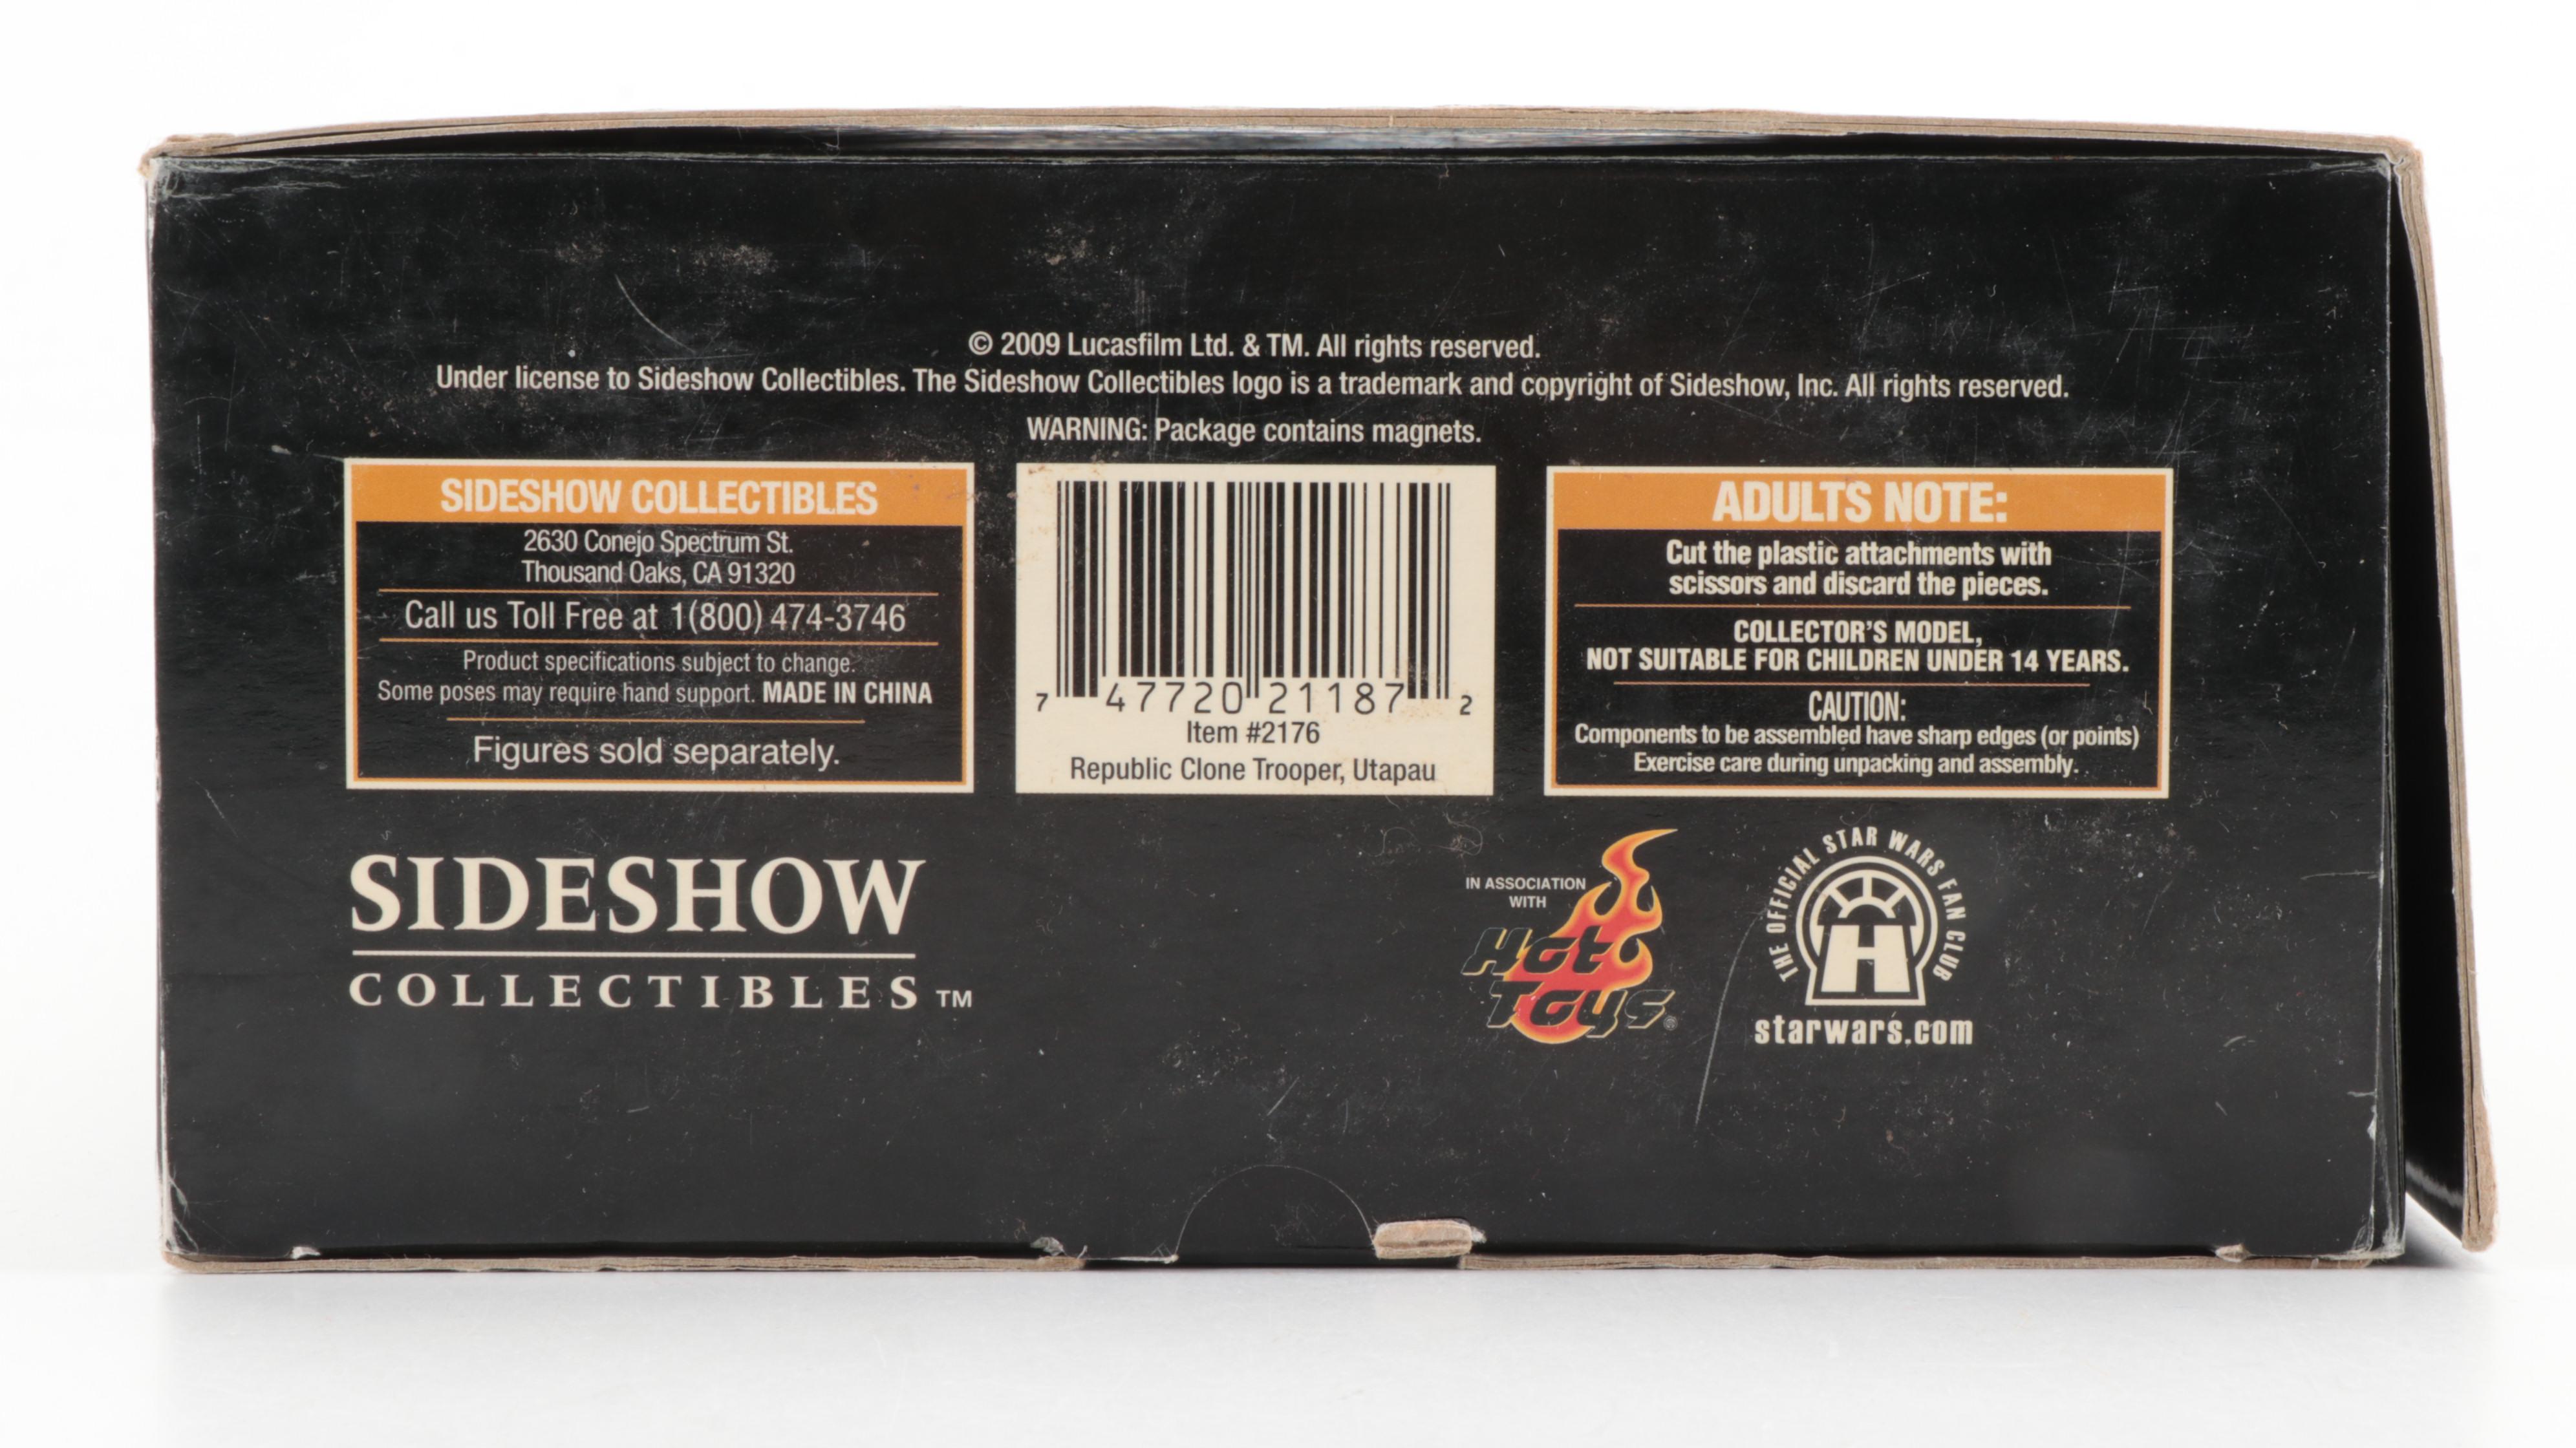 © 2009 Lucasfilm Ltd. & TM. All rights reserved.
Under license to Sideshow Collectibles. The Sideshow Collectibles logo is a trademark and copyright of Sideshow, Inc. All rights reserved.
WARNING: Package contains magnets.
SIDESHOW COLLECTIBLES
2630 Conejo Spectrum St.
Thousand Oaks, CA 91320
Call us Toll Free at 1(800) 474-3746
Product specifications subject to change.
Some poses may require hand support. MADE IN CHINA
Figures sold separately.
7 47720 21187 2
Item #2176
Republic Clone Trooper, Utapau
ADULTS NOTE:
Cut the plastic attachments with
scissors and discard the pieces.
COLLECTOR'S MODEL,
NOT SUITABLE FOR CHILDREN UNDER 14 YEARS.
CAUTION:
Components to be assembled have sharp edges (or points)
Exercise care during unpacking and assembly.
SIDESHOW
COLLECTIBLES TM
IN ASSOCIATION
WITH
Hot
Toys®
THE OFFICIAL STAR WARS FAN CLUB
H
starwars.com